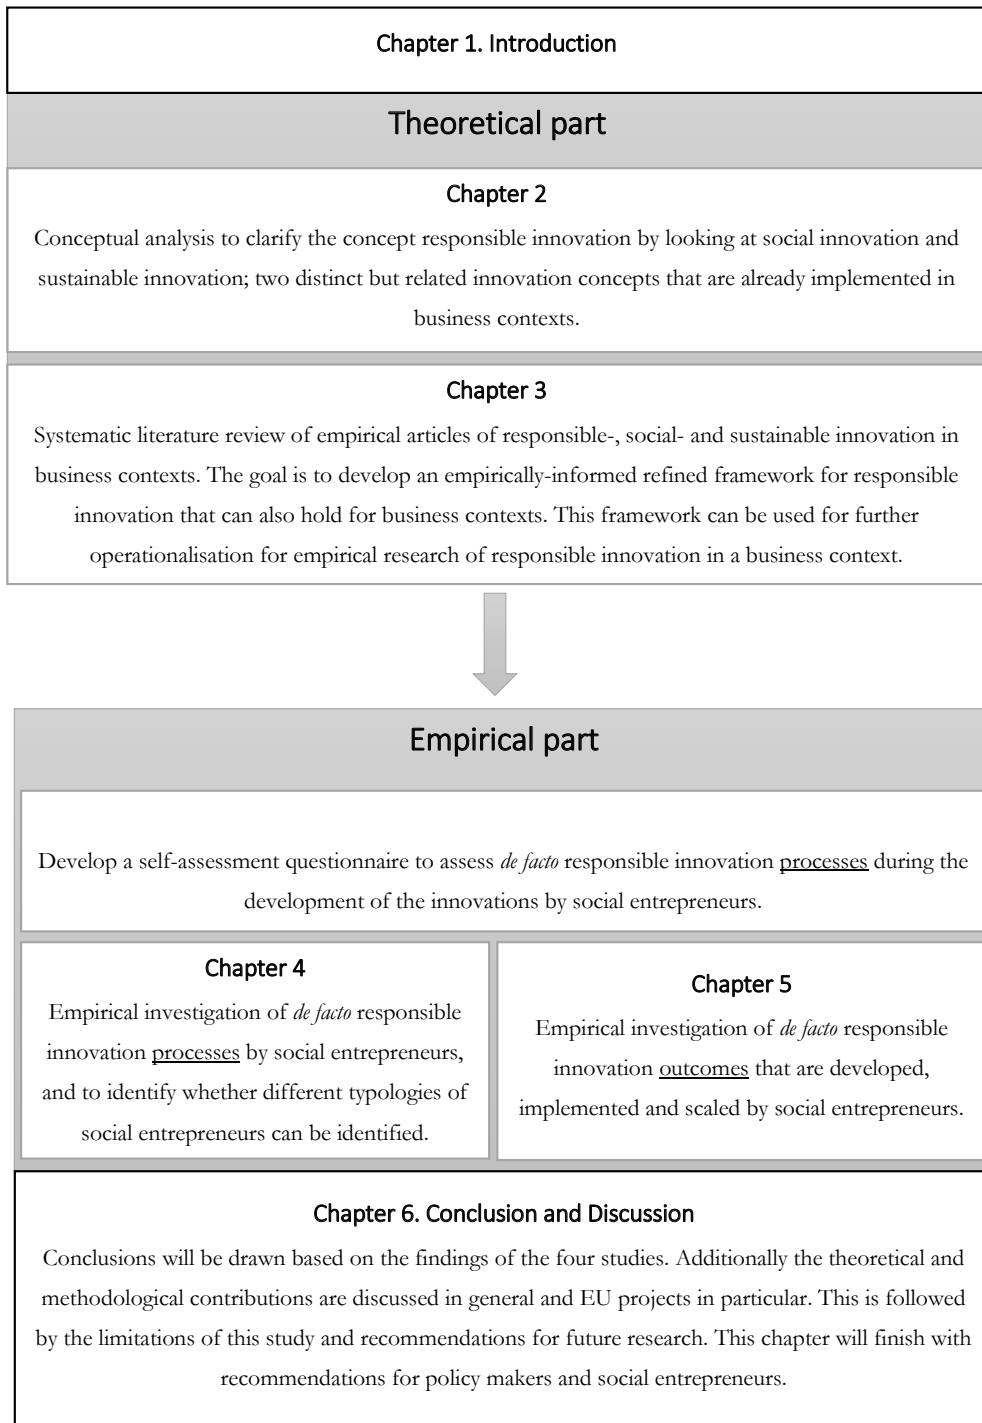 Chapter 1. Introduction
Theoretical part
Chapter 2
Conceptual analysis to clarify the concept responsible innovation by looking at social innovation and
sustainable innovation; two distinct but related innovation concepts that are already implemented in
business contexts.
Chapter 3
Systematic literature review of empirical articles of responsible-, social- and sustainable innovation in
business contexts. The goal is to develop an empirically-informed refined framework for responsible
innovation that can also hold for business contexts. This framework can be used for further
operationalisation for empirical research of responsible innovation in a business context.
Empirical part
Develop a self-assessment questionnaire to assess de facto responsible innovation processes during the
development of the innovations by social entrepreneurs.
Chapter 4
Empirical investigation of de facto responsible
innovation processes by social entrepreneurs,
and to identify whether different typologies of
social entrepreneurs can be identified.
Chapter 5
Empirical investigation of de facto responsible
innovation outcomes that are developed,
implemented and scaled by social entrepreneurs.
Chapter 6. Conclusion and Discussion
Conclusions will be drawn based on the findings of the four studies. Additionally the theoretical and
methodological contributions are discussed in general and EU projects in particular. This is followed
by the limitations of this study and recommendations for future research. This chapter will finish with
recommendations for policy makers and social entrepreneurs.